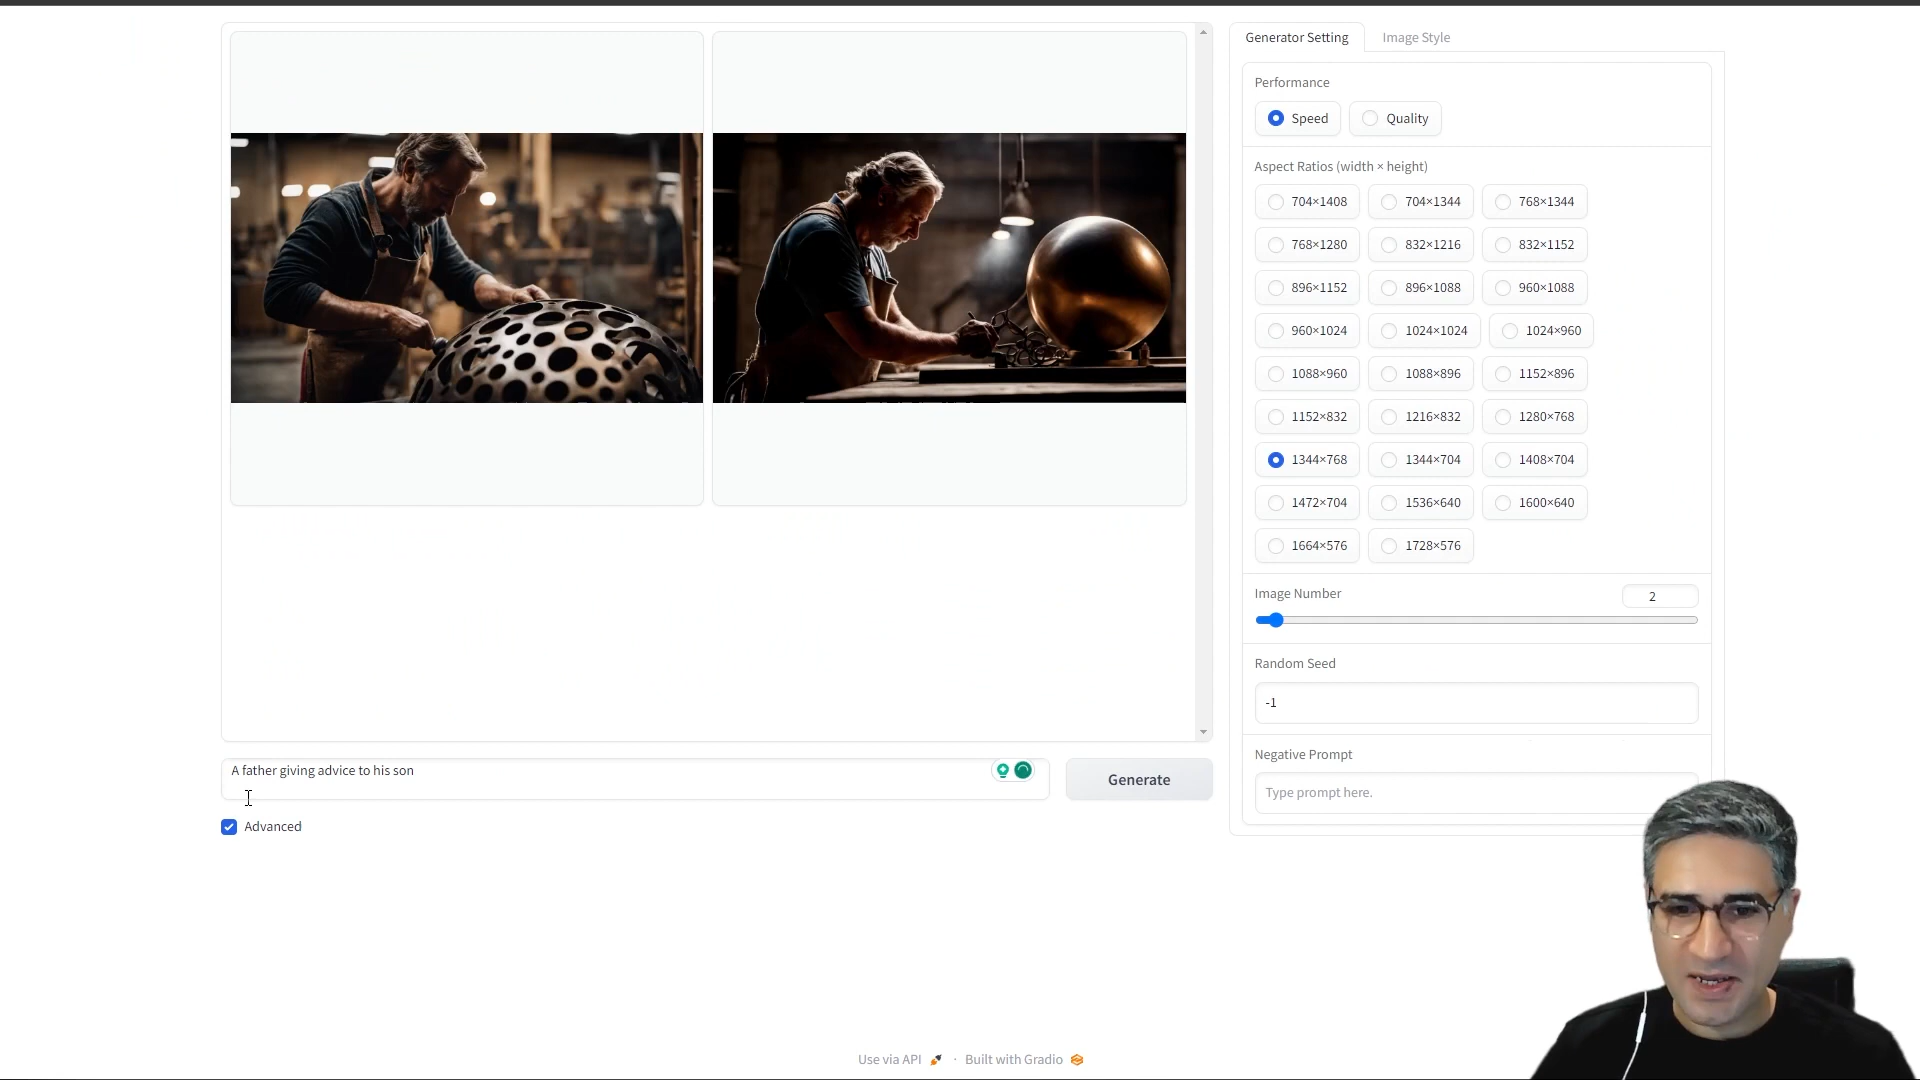 Generator Setting Image Style
Performance
Speed Quality
Aspect Ratios (width × height)
704×1408 704×1344 768×1344
768×1280 832×1216 832×1152
896×1152 896×1088 960×1088
960×1024 1024×1024 1024×960
1088×960 1088×896 1152×896
1152×832 1216×832 1280×768
1344×768 1344×704 1408×704
1472×704 1536×640 1600×640
1664×576 1728×576
Image Number 2
Random Seed
-1
Negative Prompt
Type prompt here.
A father giving advice to his son
Generate
Advanced
Use via API · Built with Gradio